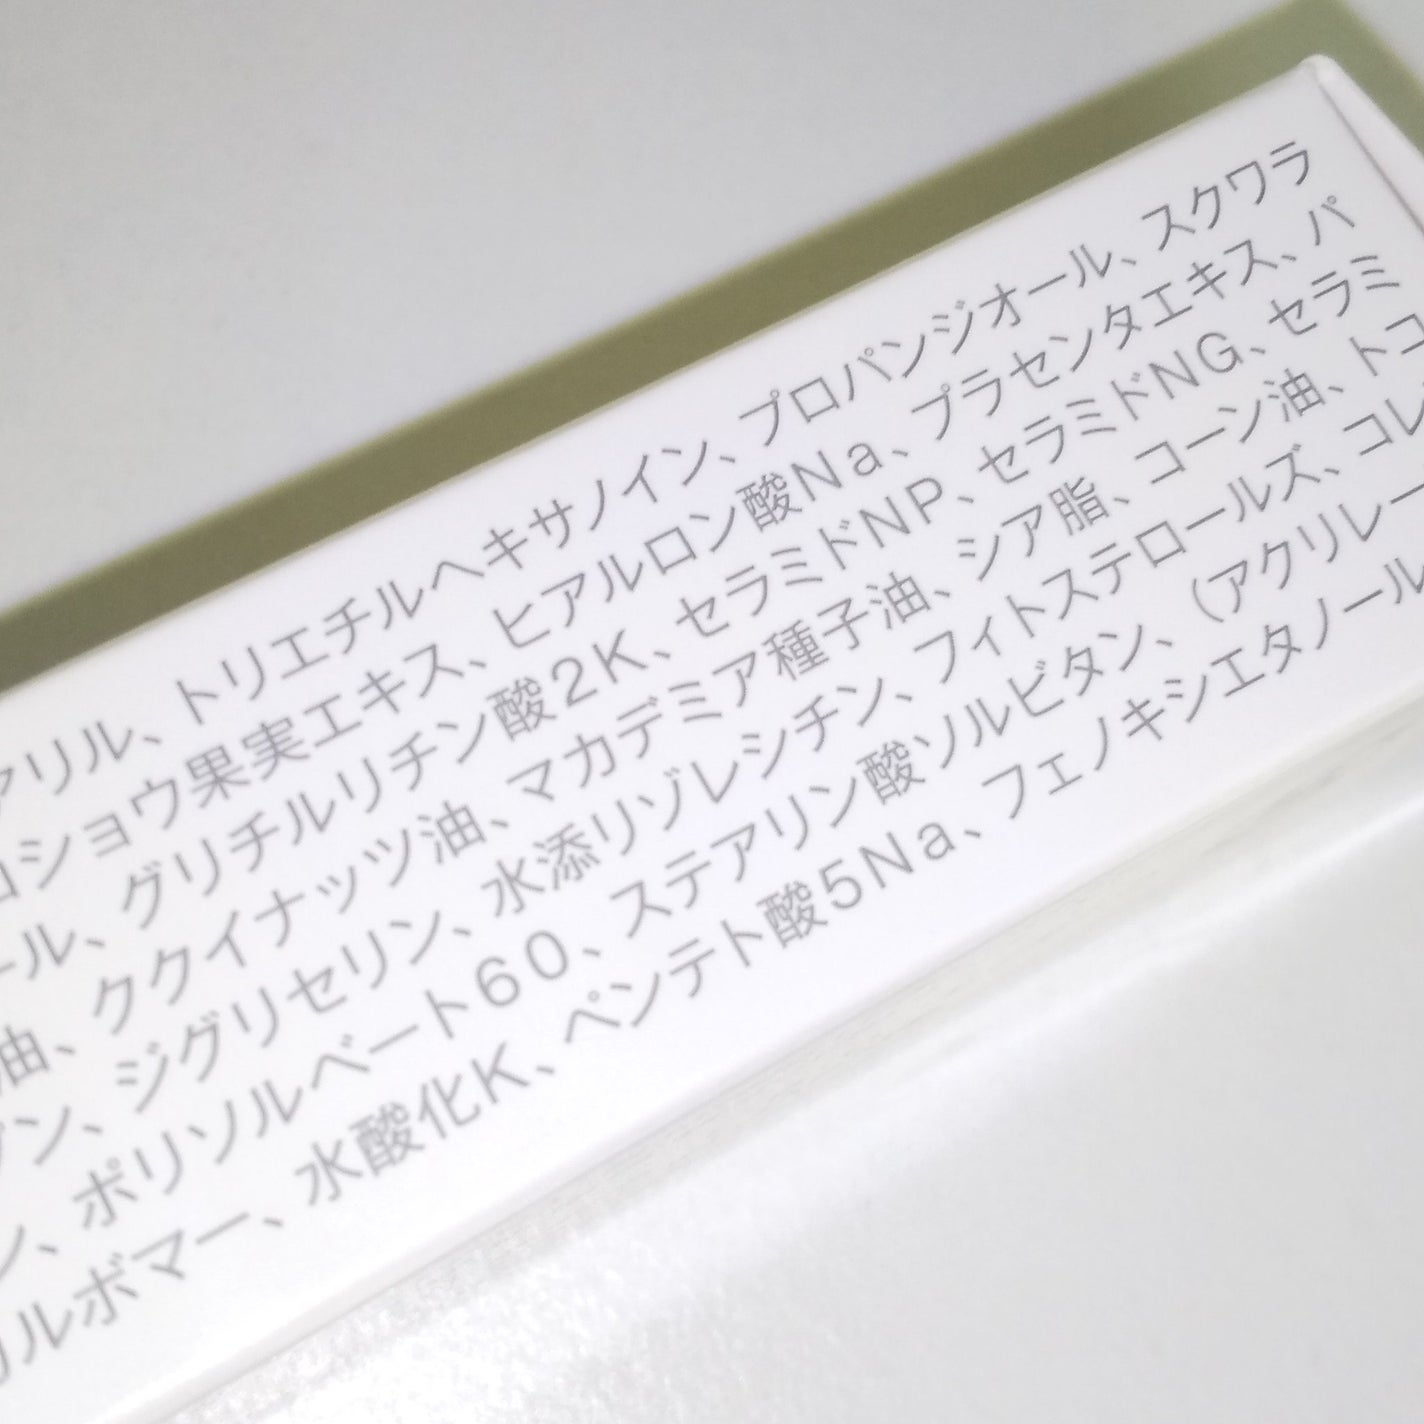 アリル、トリエチルヘキサノイン、プロパンジオール、スクワラ
コショウ果実エキス、ヒアルロン酸Na、プラセンタエキス、パ
ール、グリチルリチン酸2K、セラミドNP、セラミドNG、セラミ
油、ククイナッツ油、マカデミア種子油、シア脂、コーン油、トコ
ン、ジグリセリン、水添リゾレシチン、フィトステロールズ、コレ
ン、ポリソルベート60、ステアリン酸ソルビタン、（アクリレー
カルボマー、水酸化K、ペンテト酸5Na、フェノキシエタノール